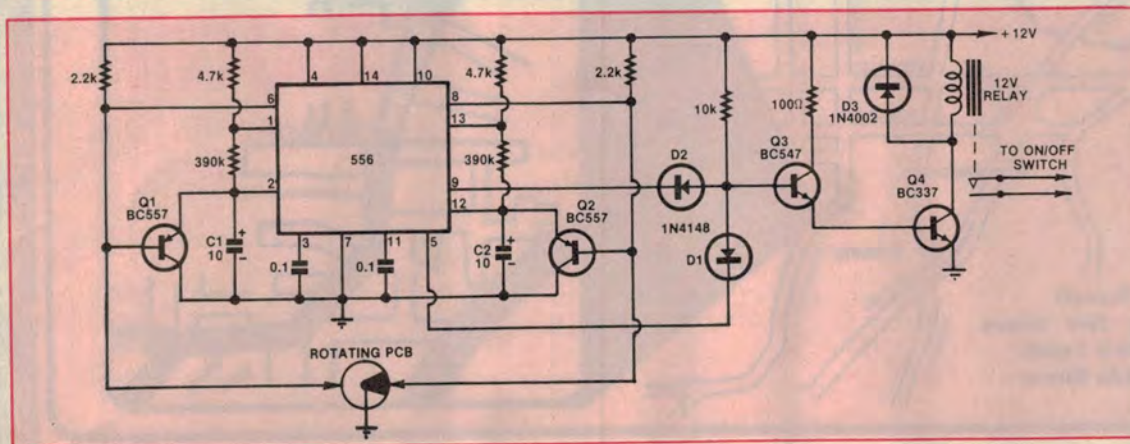 + 12V
2.2k
4.7k
4
14
10
4.7k
2.2k
6
8
1
13
10k
100Ω
D3
1N4002
12V
RELAY
390k
556
390k
D2
Q3
BC547
TO ON/OFF
SWITCH
2
9
12
Q1
BC557
Q2
BC557
1N4148
Q4
BC337
C1
10
+
-
3
7
11
5
0.1
0.1
C2
10
+
-
D1
ROTATING PCB